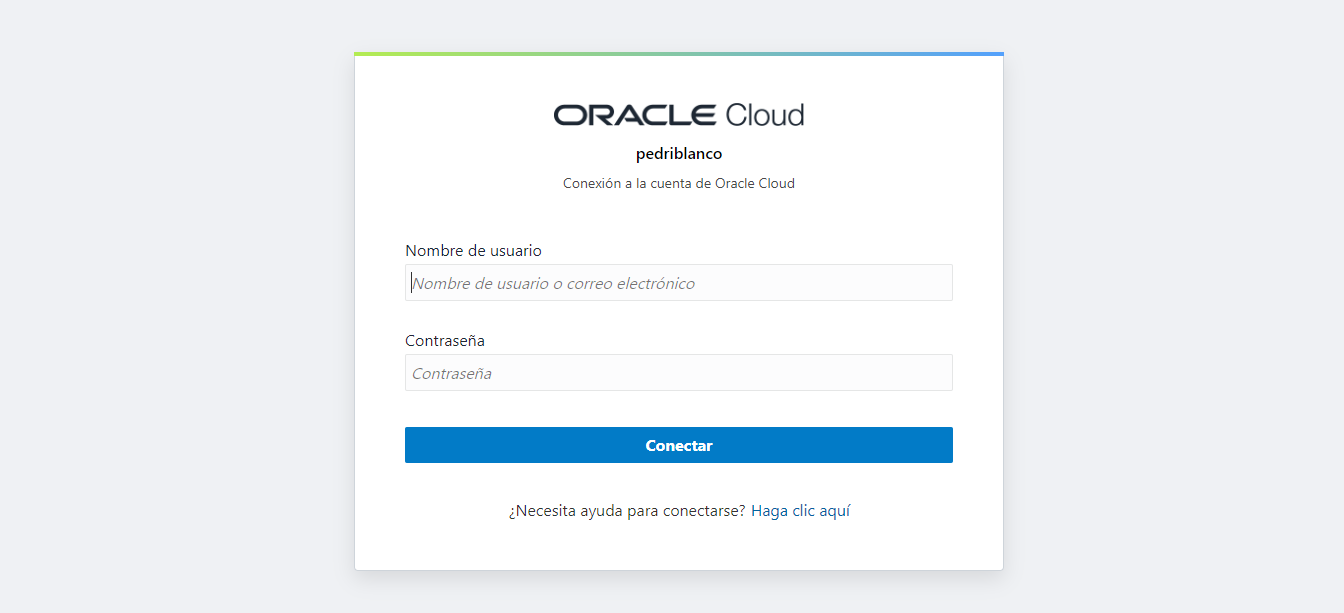 ORACLE Cloud
pedriblanco
Conexión a la cuenta de Oracle Cloud
Nombre de usuario
Nombre de usuario o correo electrónico
Contraseña
Contraseña
Conectar
¿Necesita ayuda para conectarse? Haga clic aquí